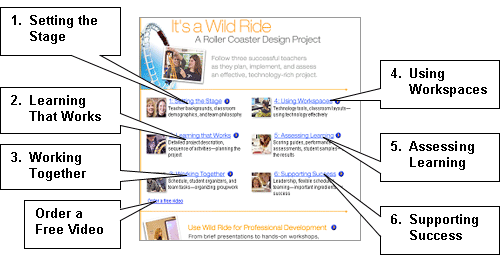 1. Setting the
Stage
2. Learning
That Works
3. Working
Together
Order a
Free Video
It's a Wild Ride
A Roller Coaster Design Project
Follow three successful teachers
as they plan, implement, and assess
an effective, technology-rich project
1. Setting the Stage
Teacher backgrounds, classroom
demographics, and team philosophy
4. Using Workspaces
Technology tools, classroom layouts—
using technology effectively
Learning that Works
Detailed project description,
sequence of activities—planning the
project
5. Assessing Learning
Scoring guides, performance
assessments, student samples
the results
Working Together
Schedule, student organizers, and
team tasks—organizing groupwork
6. Supporting Success
Leadership, flexible schedules,
learning—important ingredients
success
Order a free video
Use Wild Ride for Professional Development
From brief presentations to hands-on workshops,
4. Using
Workspaces
5. Assessing
Learning
6. Supporting
Success